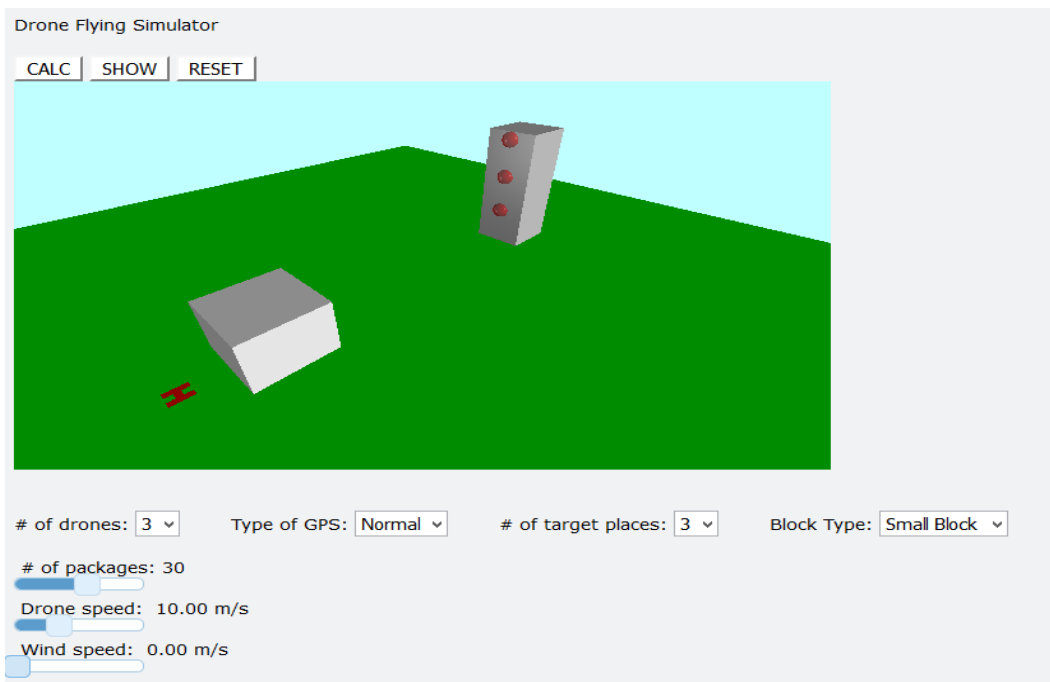 Drone Flying Simulator
CALC SHOW RESET
H
# of drones: 3 Type of GPS: Normal # of target places: 3 Block Type: Small Block
# of packages: 30
Drone speed: 10.00 m/s
Wind speed: 0.00 m/s